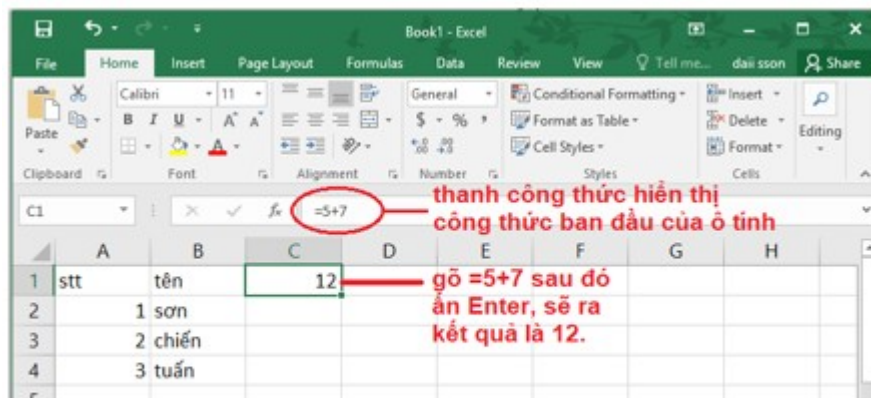 Book1 - Excel
File Home Insert Page Layout Formulas Data Review View Tell me... daii sson Share
Paste
Calibri 11
B I U A A
A
General
$ % ,
Conditional Formatting
Format as Table
Cell Styles
Insert
Delete
Format
Editing
Clipboard Font Alignment Number Styles Cells
C1 fx =5+7
thanh công thức hiển thị
công thức ban đầu của ô tính
A B C D E F G H
1 stt tên 12
gõ =5+7 sau đó
ấn Enter, sẽ ra
kết quả là 12.
2 1 sơn
3 2 chiến
4 3 tuấn
5